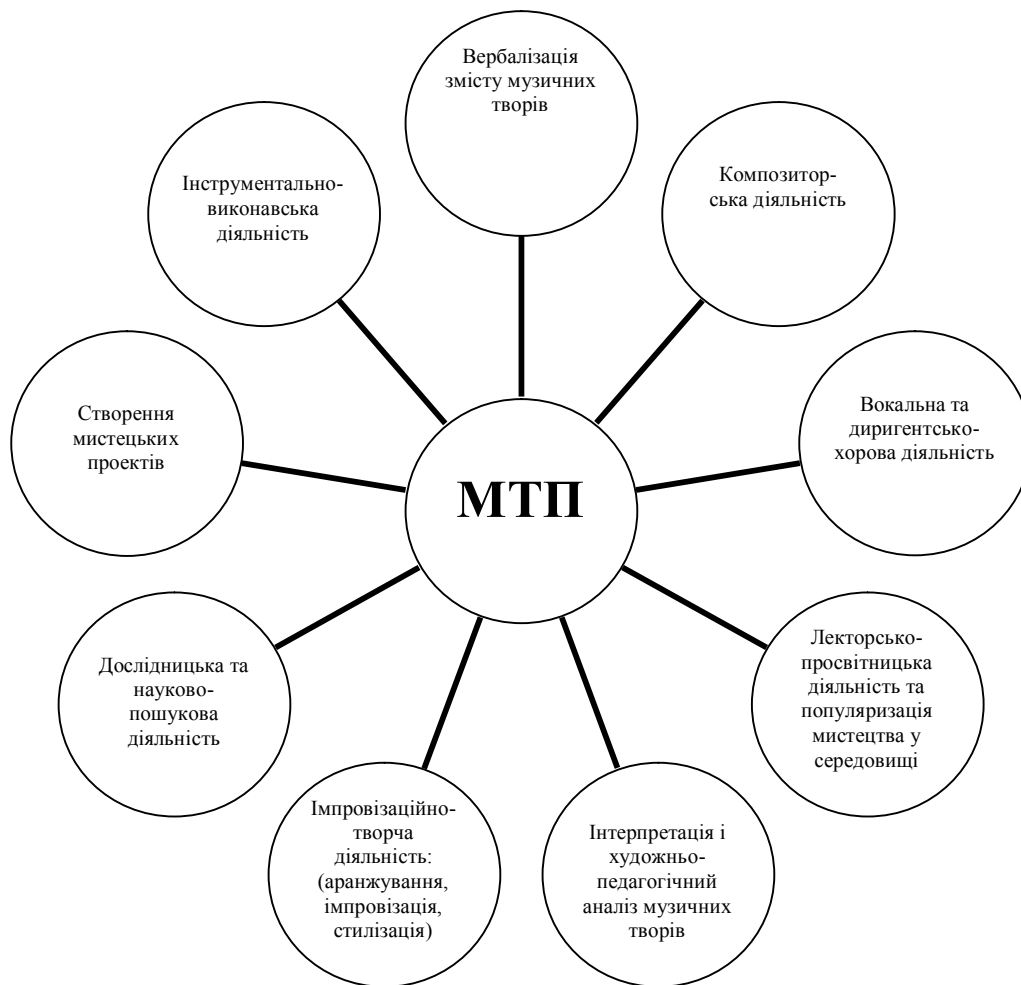 Вербалізація
змісту музичних
творів
Композитор-
ська діяльність
Вокальна та
диригентсько-
хорова діяльність
Лекторсько-
просвітницька
діяльність та
популяризація
мистецтва у
середовищі
Інтерпретація і
художньо-
педагогічний
аналіз музичних
творів
Імпровізаційно-
творча
діяльність:
(аранжування,
імпровізація,
стилізація)
Дослідницька та
науково-
пошукова
діяльність
Створення
мистецьких
проектів
Інструментально-
виконавська
діяльність
МТП